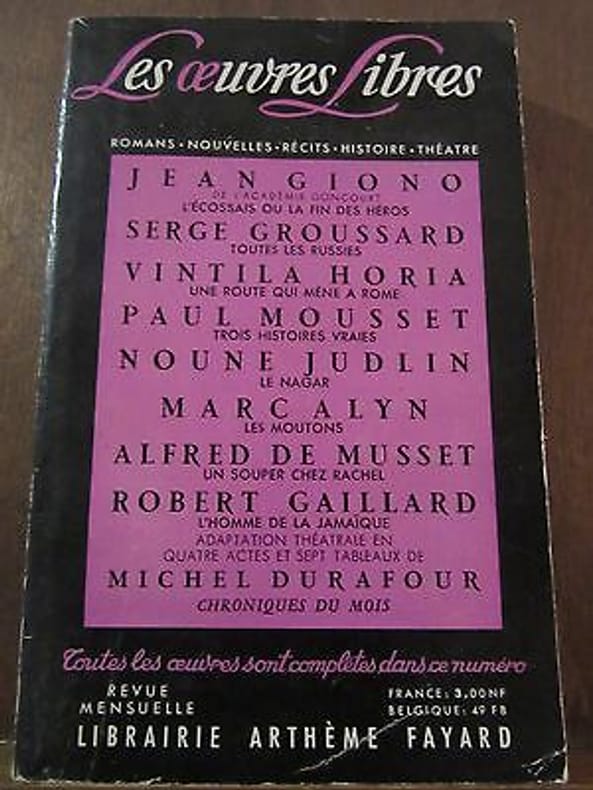 Les œuvres Libres
ROMANS • NOUVELLES • RÉCITS • HISTOIRE • THÉATRE
JEAN GIONO
DE L'ACADÉMIE GONCOURT
L'ÉCOSSAIS OU LA FIN DES HÉROS
SERGE GROUSSARD
TOUTES LES RUSSIES
VINTILA HORIA
UNE ROUTE QUI MÈNE A ROME
PAUL MOUSSET
TROIS HISTOIRES VRAIES
NOUNE JUDLIN
LE NAGAR
MARC ALYN
LES MOUTONS
ALFRED DE MUSSET
UN SOUPER CHEZ RACHEL
ROBERT GAILLARD
L'HOMME DE LA JAMAÏQUE
ADAPTATION THÉATRALE EN
QUATRE ACTES ET SEPT TABLEAUX DE
MICHEL DURAFOUR
CHRONIQUES DU MOIS
Toutes les œuvres sont complètes dans ce numéro
REVUE
MENSUELLE
FRANCE: 3,00 NF
BELGIQUE: 49 FB
LIBRAIRIE ARTHÈME FAYARD